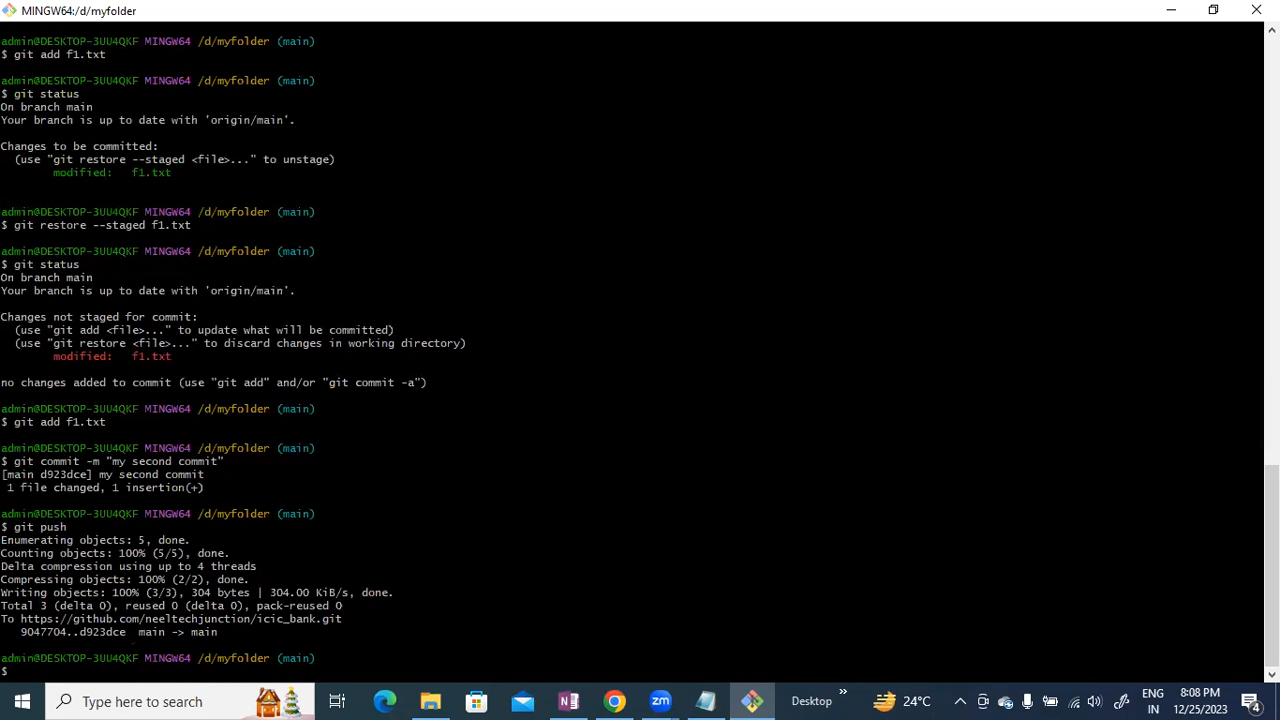 MINGW64:/d/myfolder
admin@DESKTOP-3UU4QKF MINGW64 /d/myfolder (main)
$ git add f1.txt
admin@DESKTOP-3UU4QKF MINGW64 /d/myfolder (main)
$ git status
On branch main
Your branch is up to date with 'origin/main'.
Changes to be committed:
  (use "git restore --staged <file>..." to unstage)
        modified:   f1.txt
admin@DESKTOP-3UU4QKF MINGW64 /d/myfolder (main)
$ git restore --staged f1.txt
admin@DESKTOP-3UU4QKF MINGW64 /d/myfolder (main)
$ git status
On branch main
Your branch is up to date with 'origin/main'.
Changes not staged for commit:
  (use "git add <file>..." to update what will be committed)
  (use "git restore <file>..." to discard changes in working directory)
        modified:   f1.txt
no changes added to commit (use "git add" and/or "git commit -a")
admin@DESKTOP-3UU4QKF MINGW64 /d/myfolder (main)
$ git add f1.txt
admin@DESKTOP-3UU4QKF MINGW64 /d/myfolder (main)
$ git commit -m "my second commit"
[main d923dce] my second commit
 1 file changed, 1 insertion(+)
admin@DESKTOP-3UU4QKF MINGW64 /d/myfolder (main)
$ git push
Enumerating objects: 5, done.
Counting objects: 100% (5/5), done.
Delta compression using up to 4 threads
Compressing objects: 100% (2/2), done.
Writing objects: 100% (3/3), 304 bytes | 304.00 KiB/s, done.
Total 3 (delta 0), reused 0 (delta 0), pack-reused 0
To https://github.com/neeltechjunction/icic_bank.git
   9047704..d923dce  main -> main
admin@DESKTOP-3UU4QKF MINGW64 /d/myfolder (main)
$
Type here to search
zm
Desktop
24°C
ENG
IN
8:08 PM
12/25/2023
4